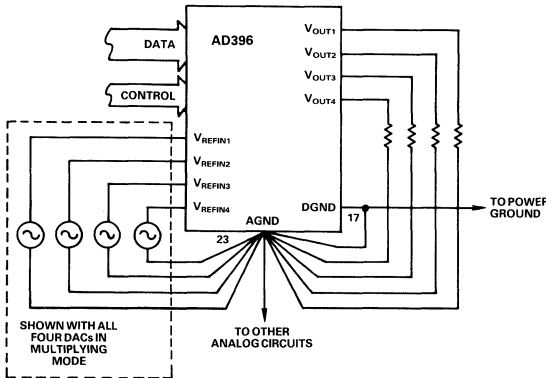 DATA
AD396
CONTROL
VOUT1
VOUT2
VOUT3
VOUT4
VREFIN1
VREFIN2
VREFIN3
VREFIN4
DGND
17
AGND
23
TO POWER
GROUND
TO OTHER
ANALOG CIRCUITS
SHOWN WITH ALL
FOUR DACs IN
MULTIPLYING
MODE